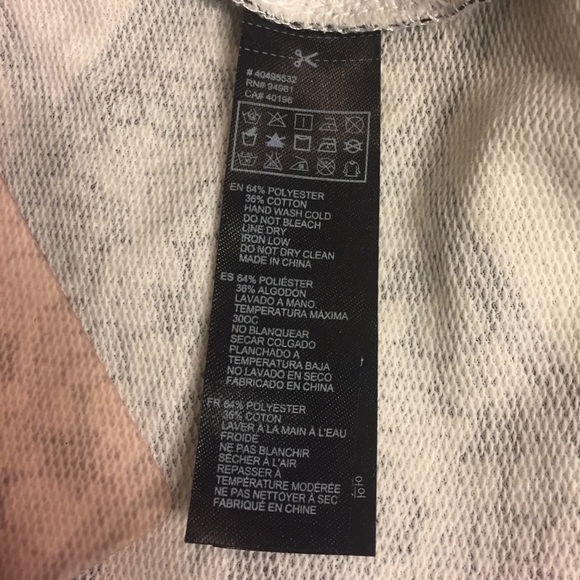 # 40495532
RN# 94981
CA# 40196
EN 64% POLYESTER
36% COTTON
HAND WASH COLD
DO NOT BLEACH
LINE DRY
IRON LOW
DO NOT DRY CLEAN
MADE IN CHINA
ES 64% POLIÉSTER
36% ALGODÓN
LAVADO A MANO.
TEMPERATURA MÁXIMA
30OC
NO BLANQUEAR
SECAR COLGADO
PLANCHADO A
TEMPERATURA BAJA
NO LAVADO EN SECO
FABRICADO EN CHINA
FR 64% POLYESTER
36% COTON
LAVER À LA MAIN À L'EAU
FROIDE
NE PAS BLANCHIR
SÉCHER À L'AIR
REPASSER À
TEMPÉRATURE MODÉRÉE
NE PAS NETTOYER À SEC
FABRIQUÉ EN CHINE